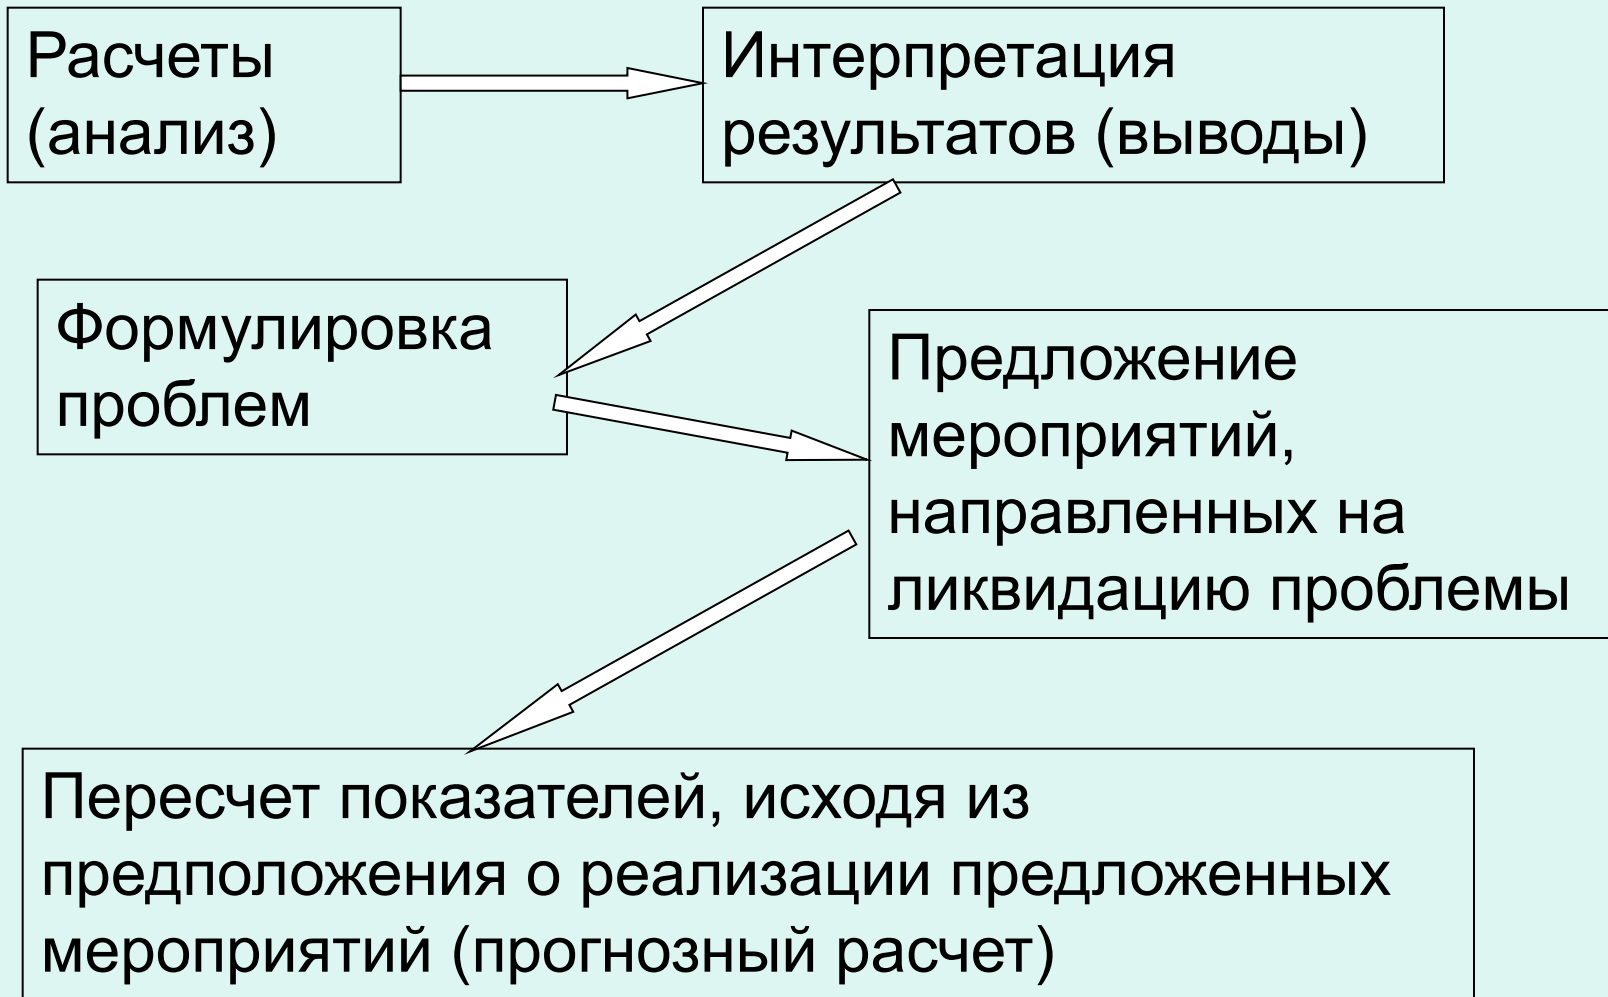 Расчеты
(анализ)
Интерпретация
результатов (выводы)
Формулировка
проблем
Предложение
мероприятий,
направленных на
ликвидацию проблемы
Пересчет показателей, исходя из
предположения о реализации предложенных
мероприятий (прогнозный расчет)